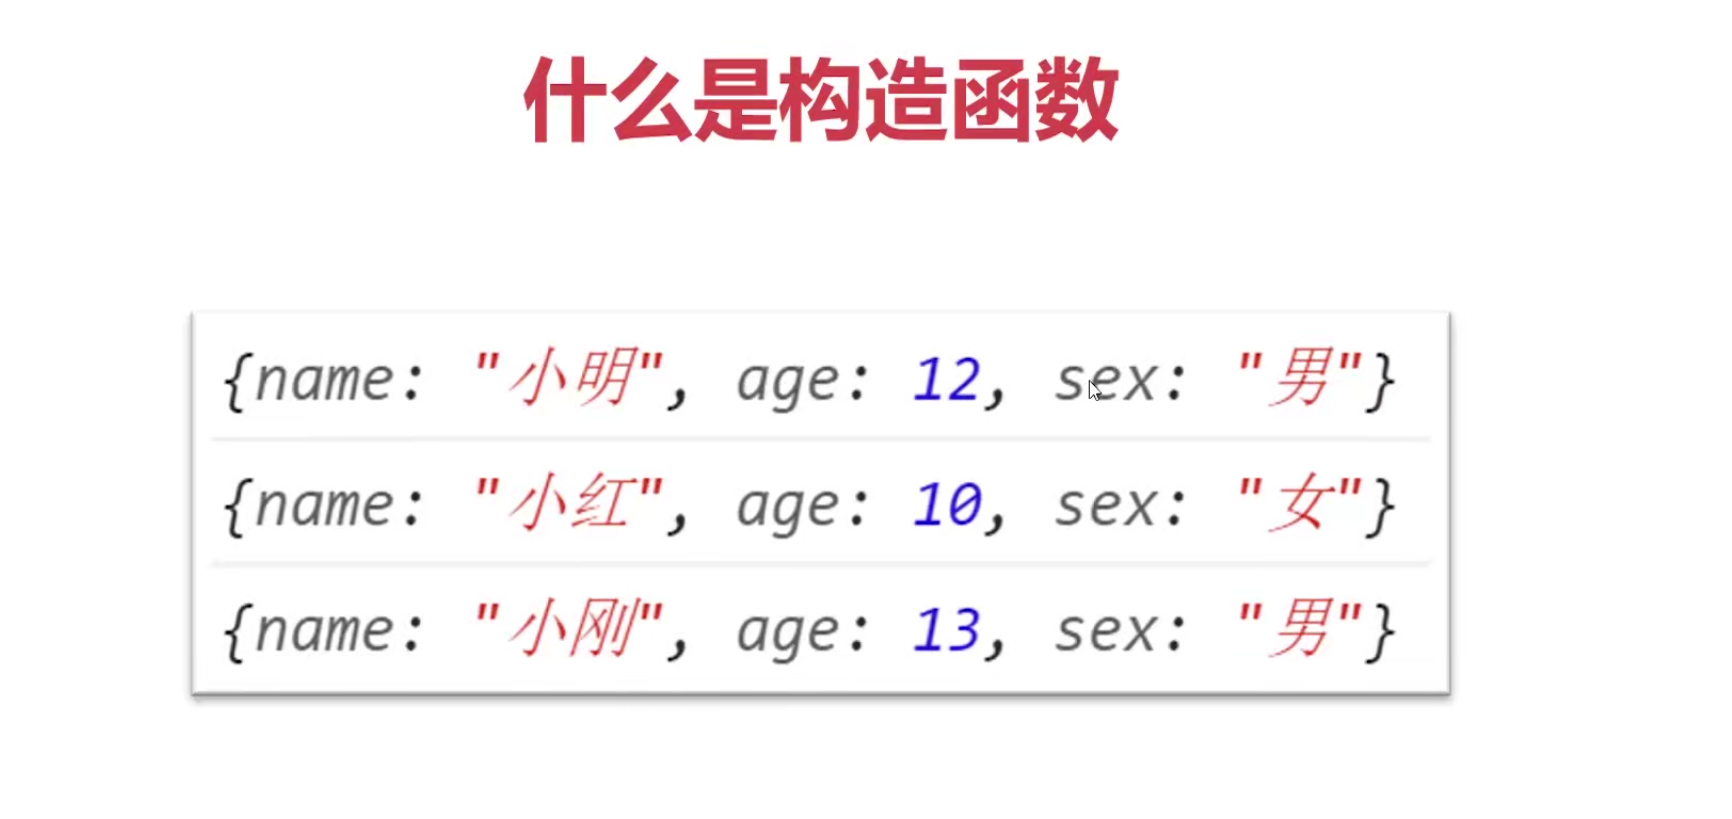 什么是构造函数
{name: "小明", age: 12, sex: "男"}
{name: "小红", age: 10, sex: "女"}
{name: "小刚", age: 13, sex: "男"}